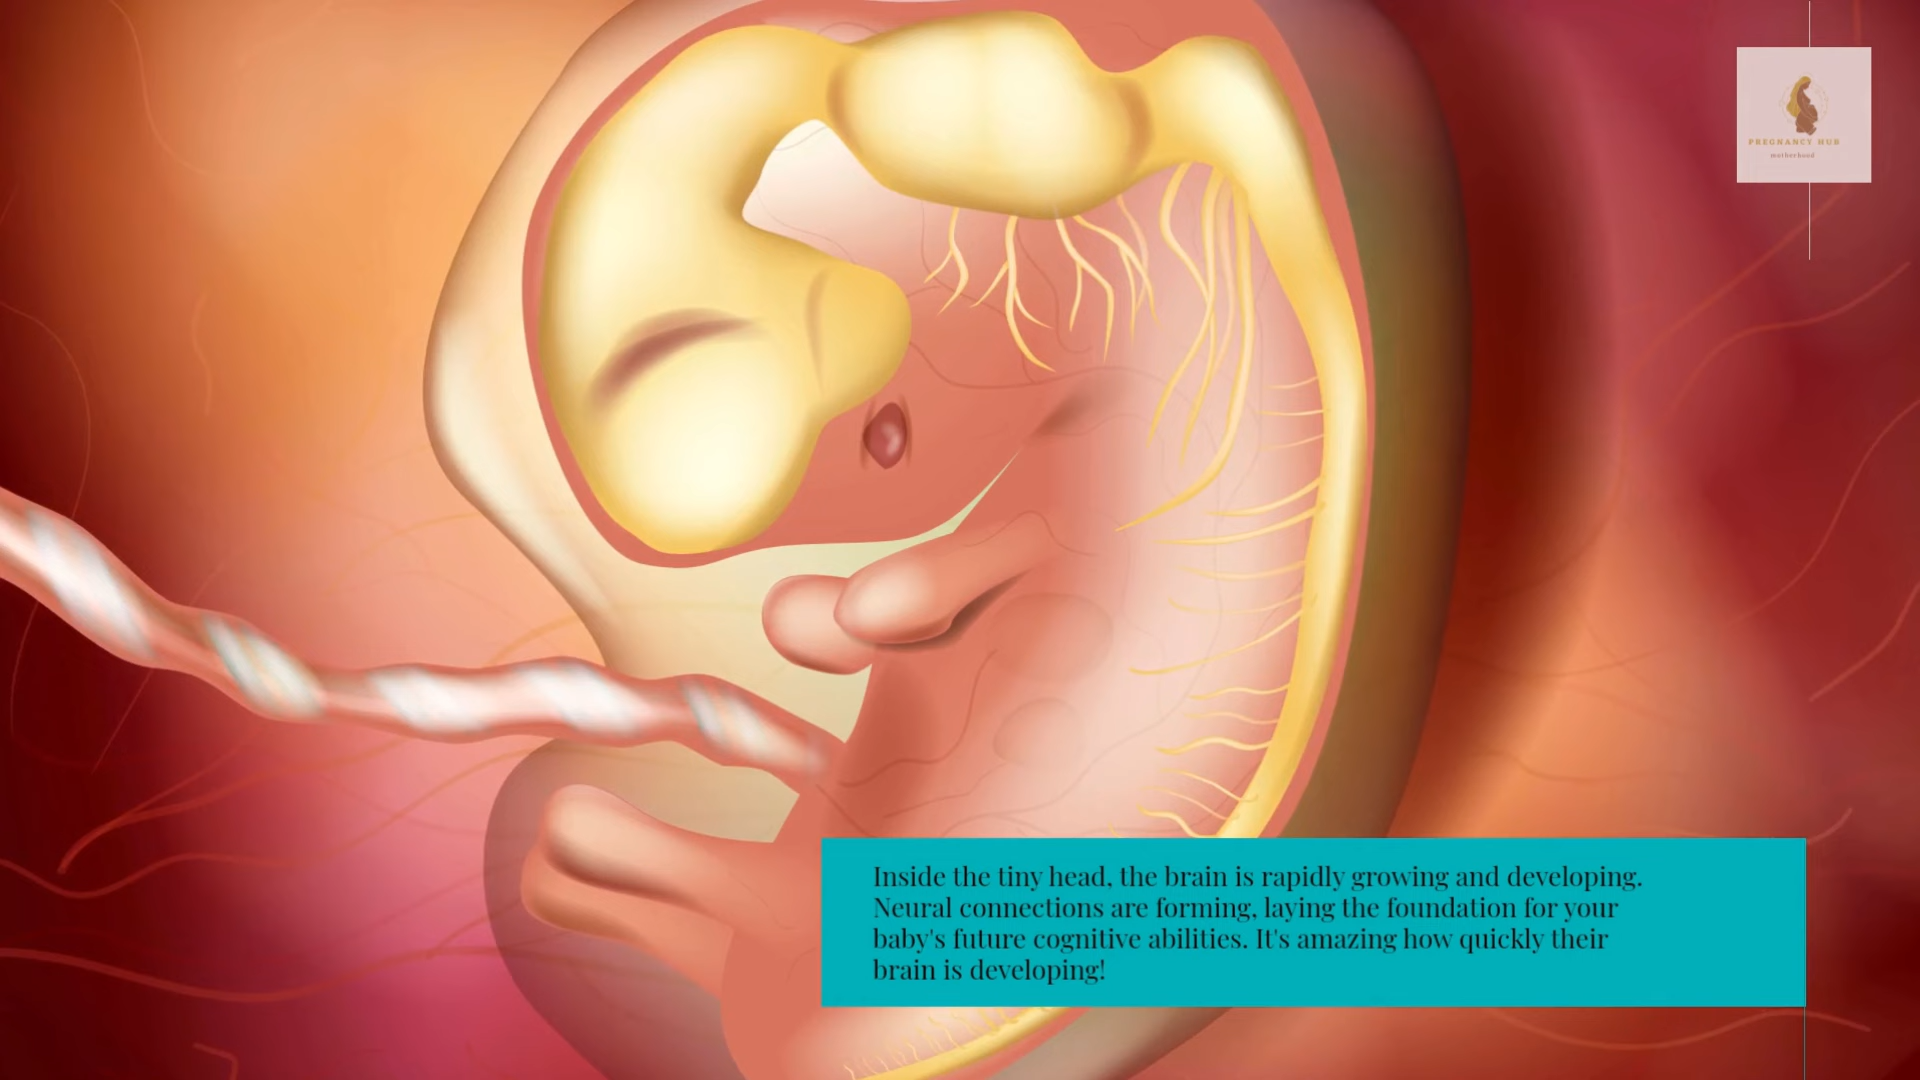 PREGNANCY HUB
motherhood
Inside the tiny head, the brain is rapidly growing and developing.
Neural connections are forming, laying the foundation for your
baby's future cognitive abilities. It's amazing how quickly their
brain is developing!